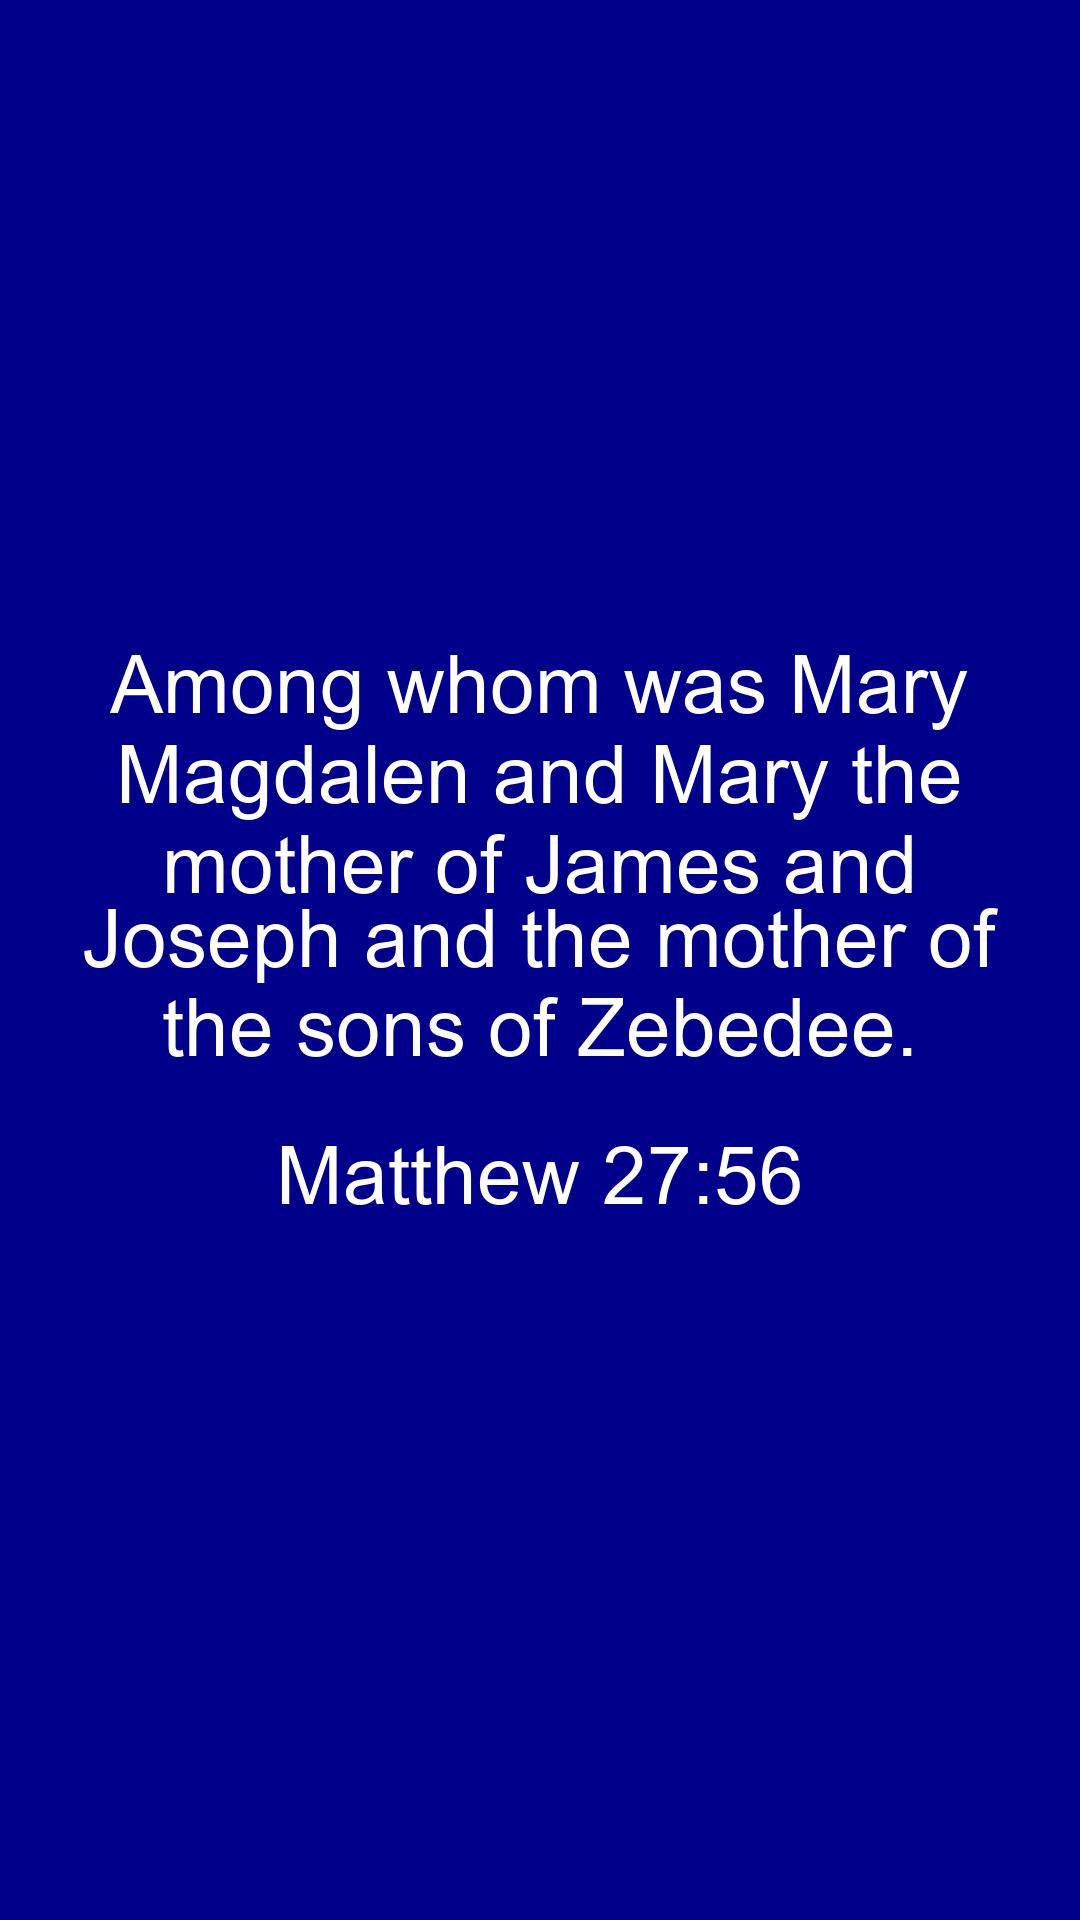 Among whom was Mary
Magdalen and Mary the
mother of James and
Joseph and the mother of
the sons of Zebedee.
Matthew 27:56